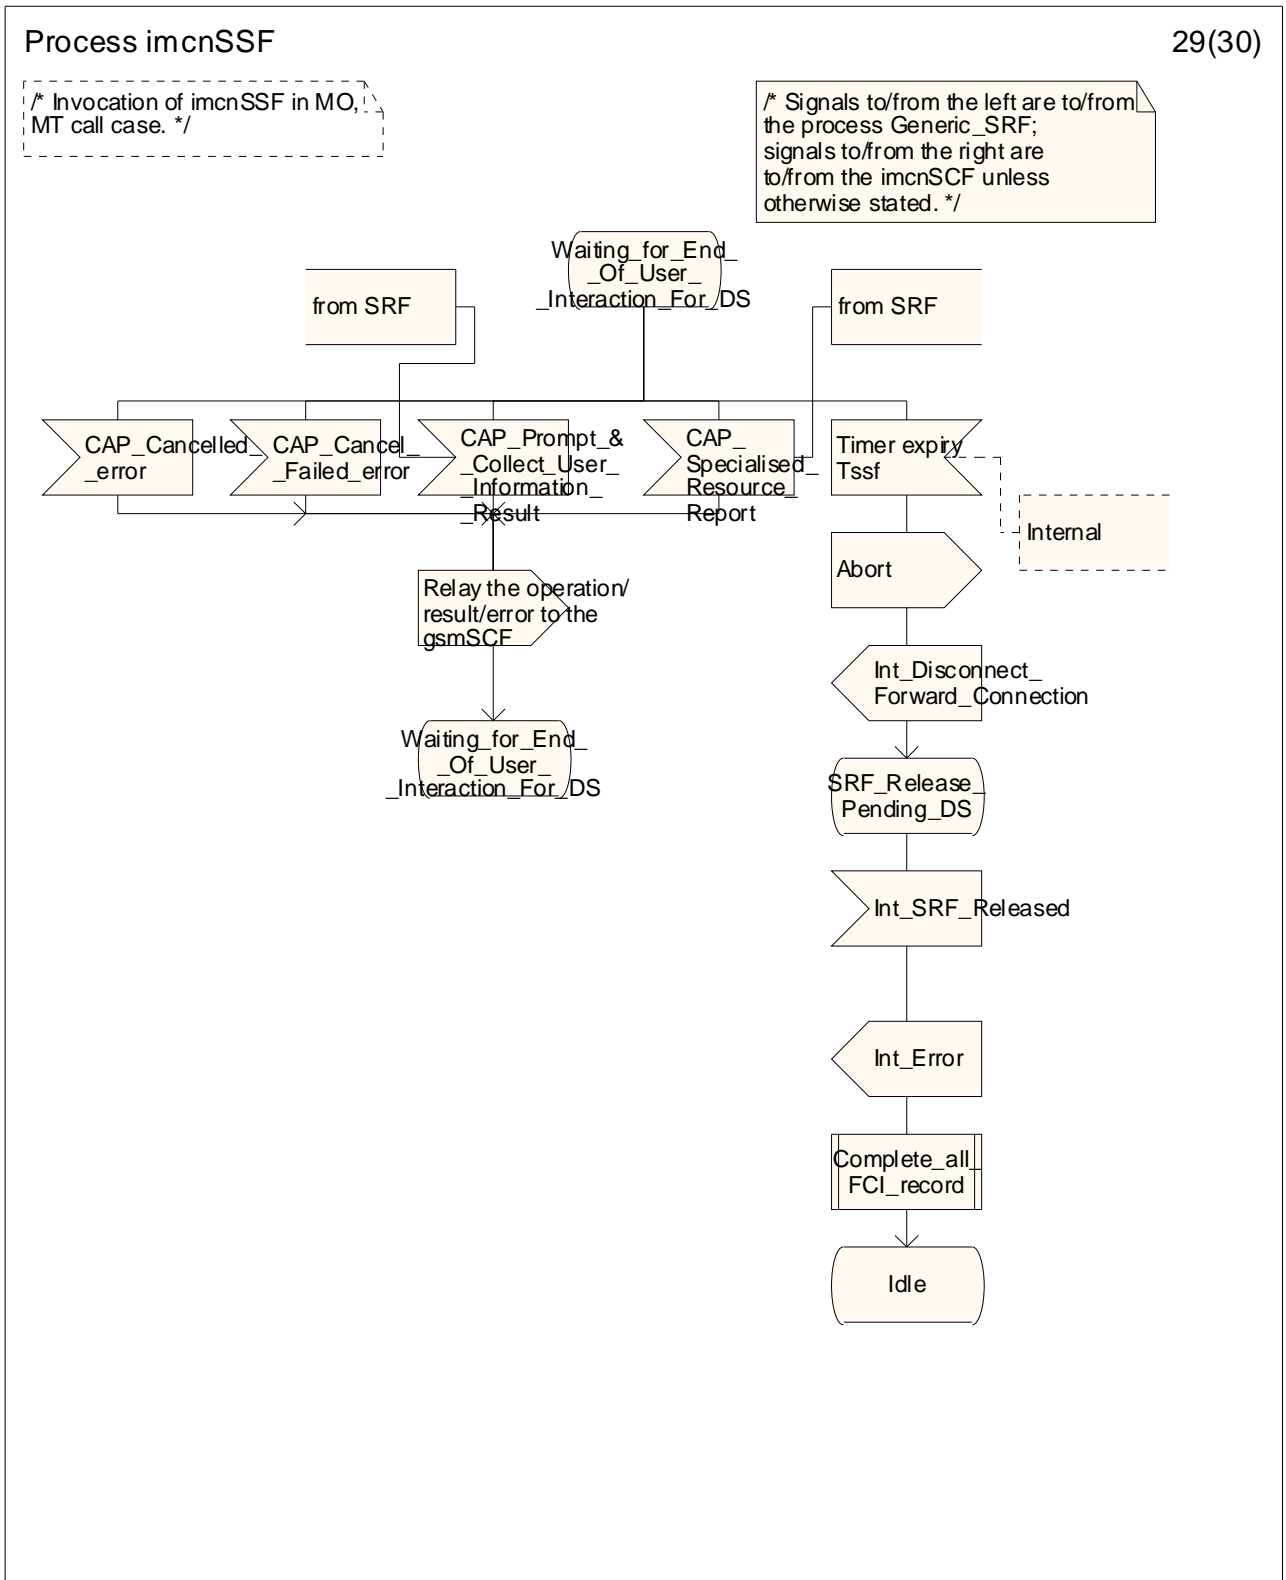 Process imcnSSF
29(30)
/* Invocation of imcnSSF in MO,
MT call case. */
/* Signals to/from the left are to/from
the process Generic_SRF;
signals to/from the right are
to/from the imcnSCF unless
otherwise stated. */
Waiting_for_End_
_Of_User_
_Interaction_For_DS
from SRF
from SRF
CAP_Cancelled_
_error
CAP_Cancel_
_Failed_error
CAP_Prompt_&
_Collect_User_
_Information_
_Result
CAP_
Specialised_
Resource_
Report
Timer expiry
Tssf
Internal
Abort
Relay the operation/
result/error to the
gsmSCF
Int_Disconnect_
Forward_Connection
Waiting_for_End_
_Of_User_
_Interaction_For_DS
SRF_Release_
Pending_DS
Int_SRF_Released
Int_Error
Complete_all_
FCI_record
Idle